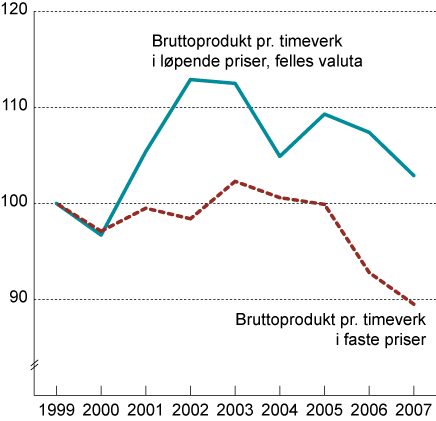 120
Bruttoprodukt pr. timeverk
i løpende priser, felles valuta
110
100
90
Bruttoprodukt pr. timeverk
i faste priser
1999 2000 2001 2002 2003 2004 2005 2006 2007